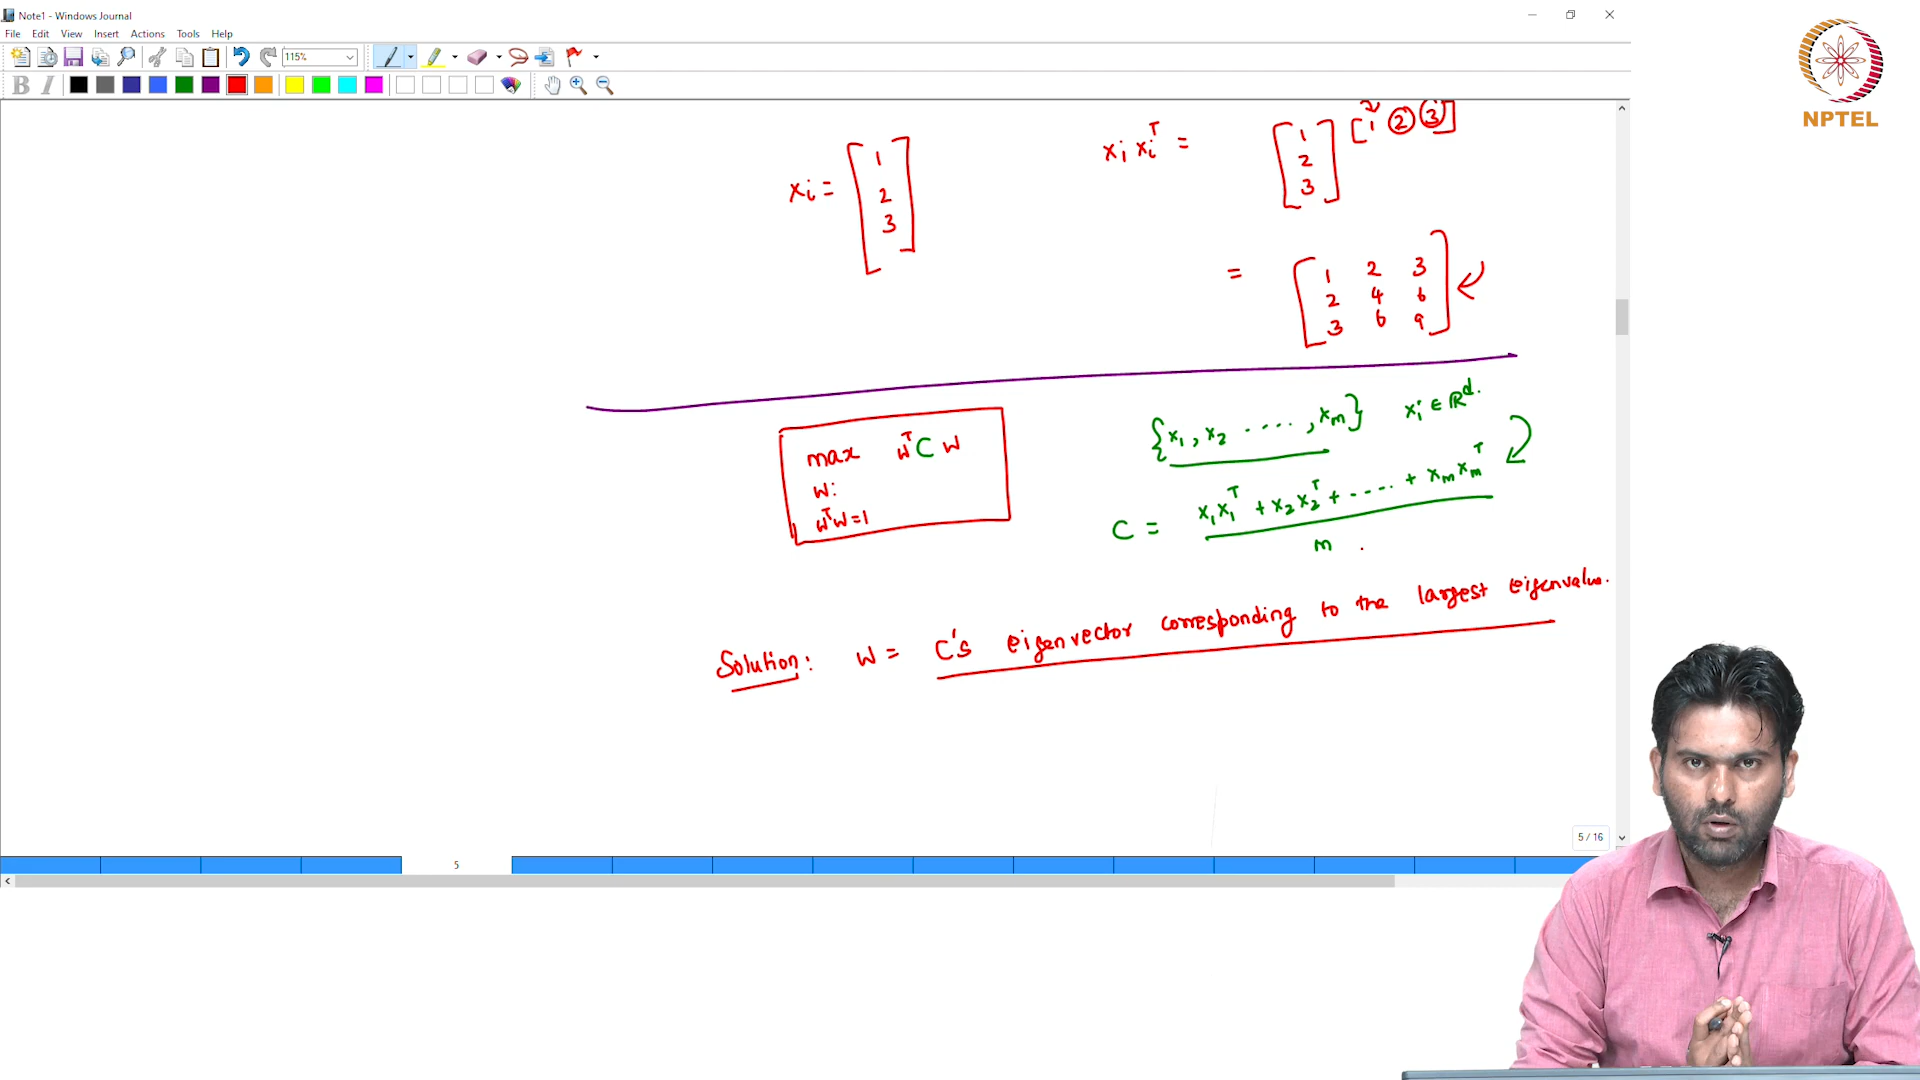 Note1 - Windows Journal
File Edit View Insert Actions Tools Help
115%
B I
NPTEL
xᵢ = [1 2 3]
xᵢ xᵢᵀ = [1 2 3] [1 2 3]
= [1 2 3
2 4 6
3 6 9]
max wᵀ C w
w:
wᵀw=1
{x₁, x₂ ....., xₘ} xᵢ ∈ ℝᵈ.
C = x₁x₁ᵀ + x₂x₂ᵀ + ..... + xₘxₘᵀ
m
Solution: w = C's eigenvector corresponding to the largest eigenvalue.
5 / 16
5